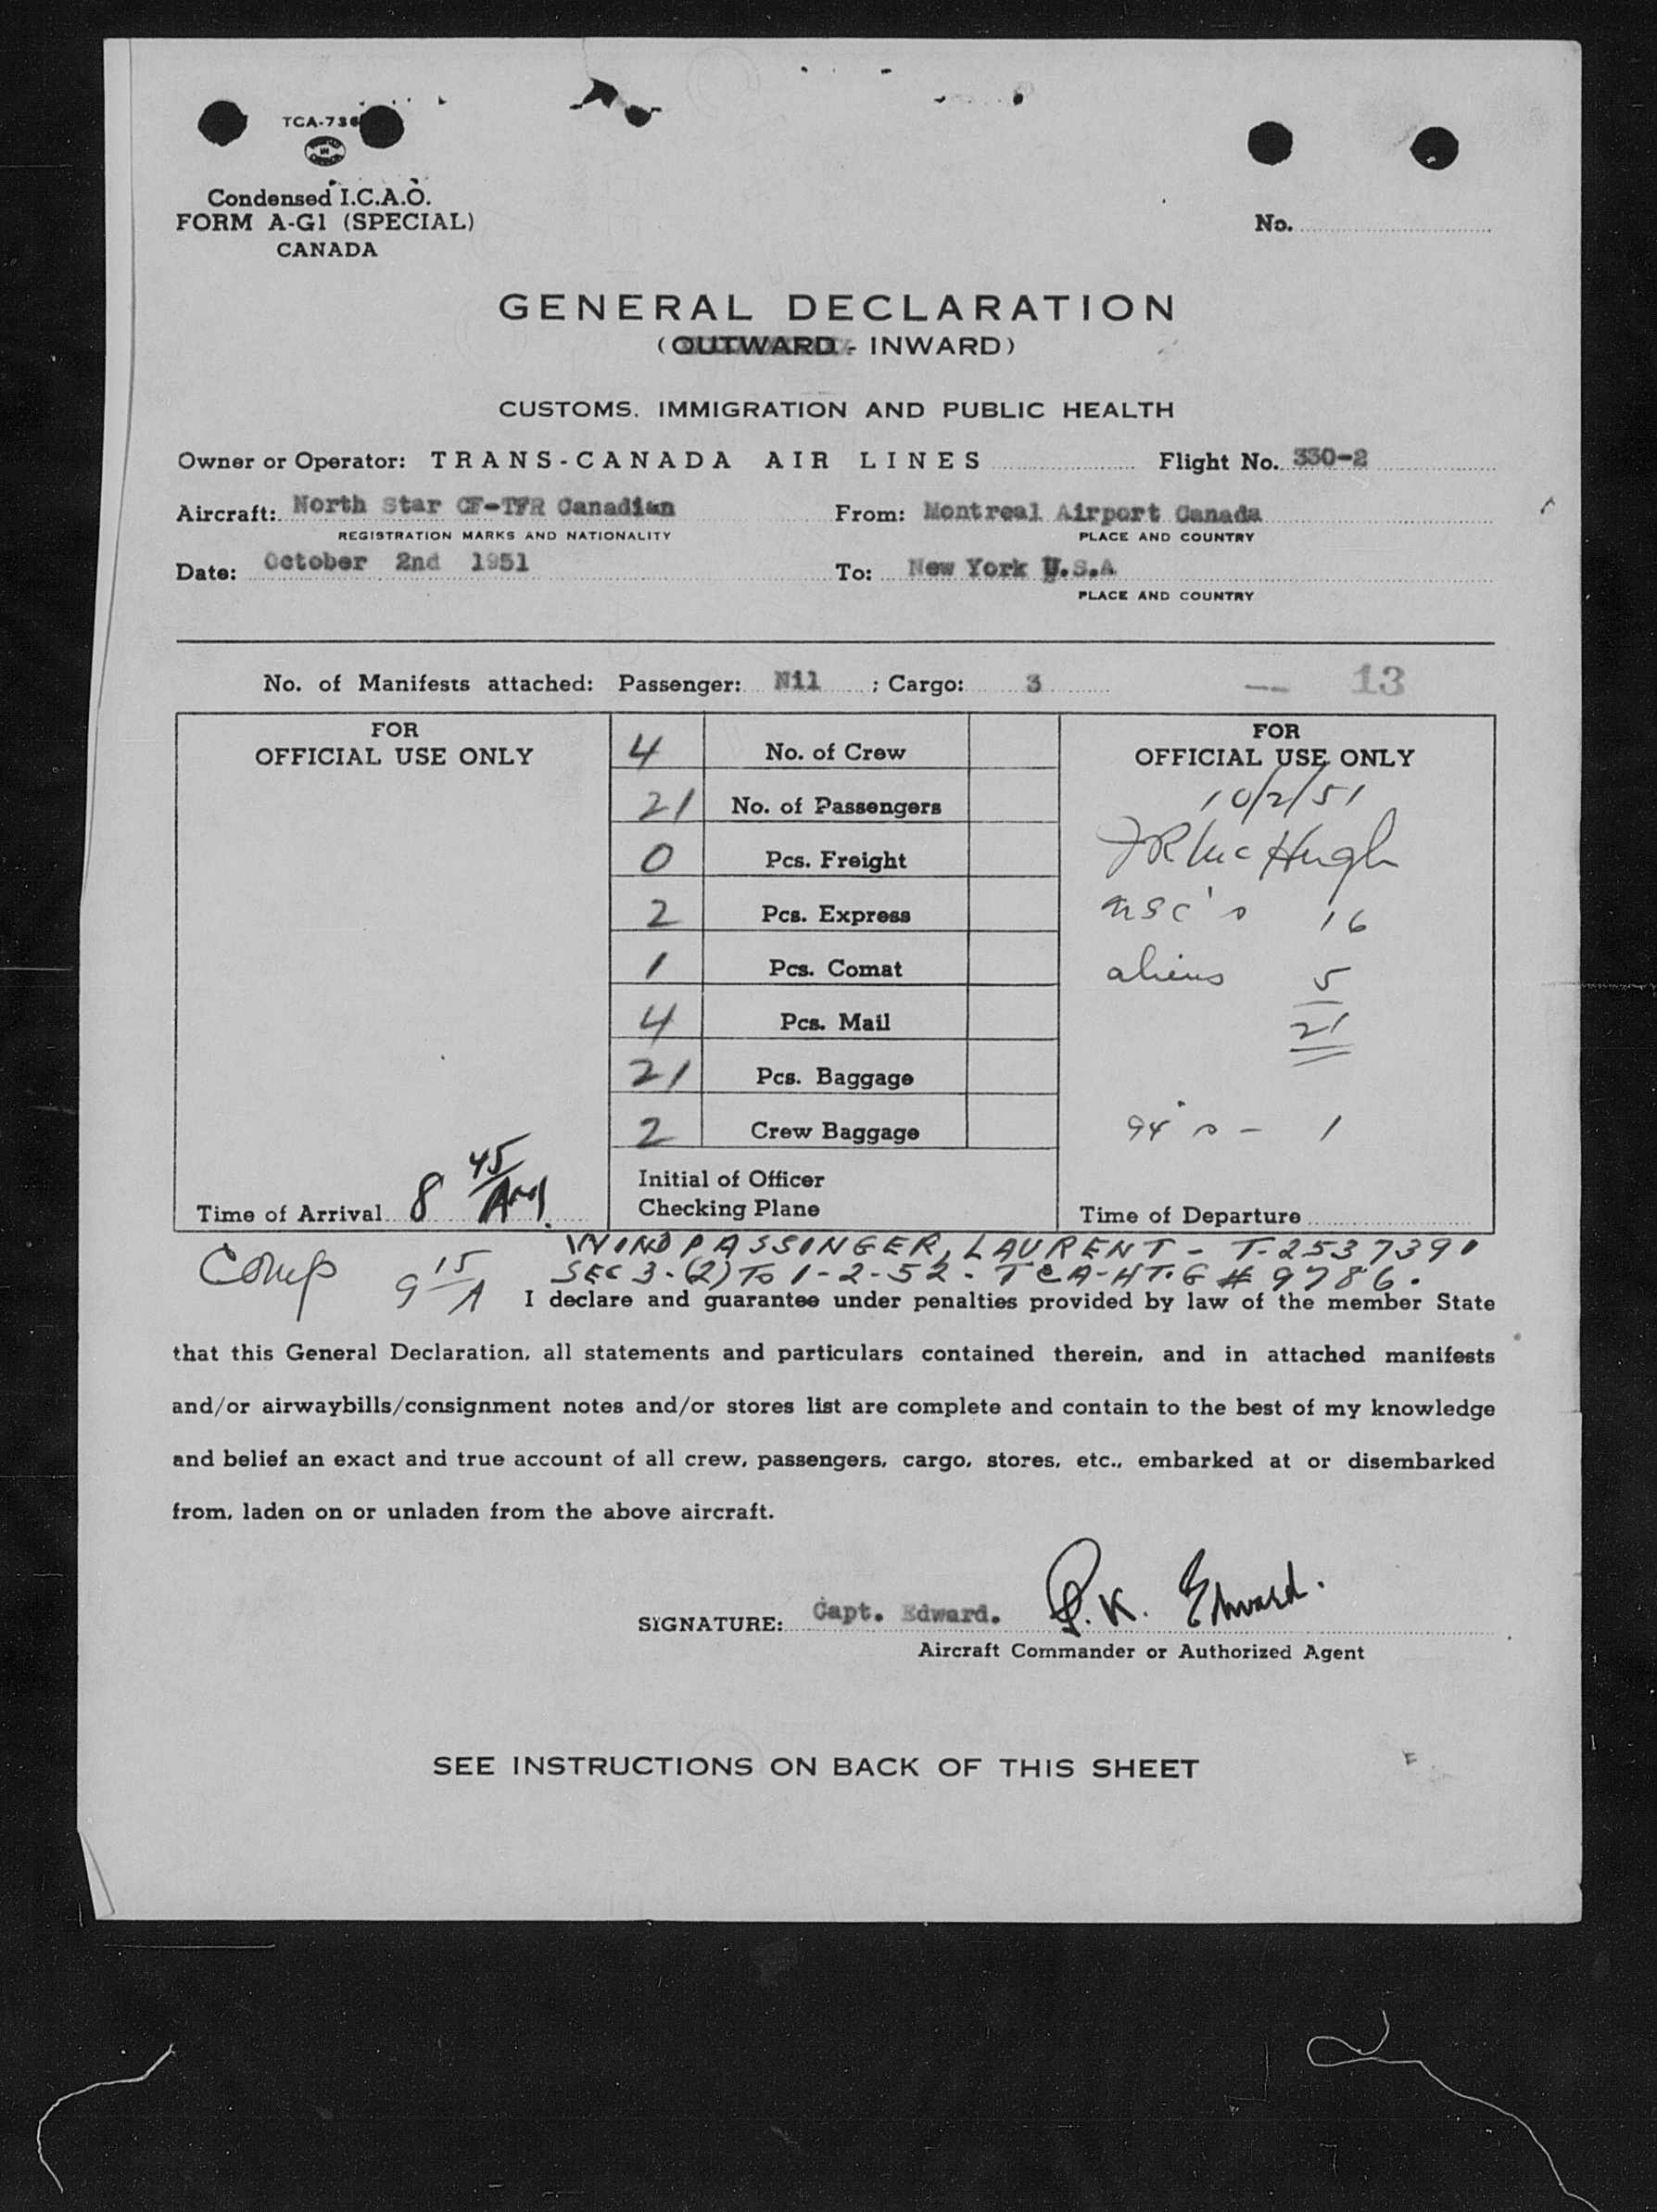 TCA-736
Condensed I.C.A.O.
FORM A-G1 (SPECIAL)
CANADA
No.
GENERAL DECLARATION
(OUTWARD - INWARD)
CUSTOMS, IMMIGRATION AND PUBLIC HEALTH
Owner or Operator: TRANS-CANADA AIR LINES Flight No. 330-2
Aircraft: North Star CF-TFR Canadian From: Montreal Airport Canada
REGISTRATION MARKS AND NATIONALITY PLACE AND COUNTRY
Date: October 2nd 1951 To: New York U.S.A
PLACE AND COUNTRY
No. of Manifests attached: Passenger: Nil ; Cargo: 3 -- 13
FOR
OFFICIAL USE ONLY
Time of Arrival 8 45 AM
4 No. of Crew
21 No. of Passengers
0 Pcs. Freight
2 Pcs. Express
1 Pcs. Comat
4 Pcs. Mail
21 Pcs. Baggage
2 Crew Baggage
Initial of Officer
Checking Plane
FOR
OFFICIAL USE ONLY
10/2/51
JR McHugh
USC's 16
aliens 5
21
94's - 1
Time of Departure
Comp 9 15 A
WINDPASSINGER, LAURENT - T-2537391
SEC 3-(2) TO 1-2-52 - TCA-HT.G # 9786.
I declare and guarantee under penalties provided by law of the member State
that this General Declaration, all statements and particulars contained therein, and in attached manifests
and/or airwaybills/consignment notes and/or stores list are complete and contain to the best of my knowledge
and belief an exact and true account of all crew, passengers, cargo, stores, etc., embarked at or disembarked
from, laden on or unladen from the above aircraft.
SIGNATURE: Capt. Edward. R.K. Edward.
Aircraft Commander or Authorized Agent
SEE INSTRUCTIONS ON BACK OF THIS SHEET